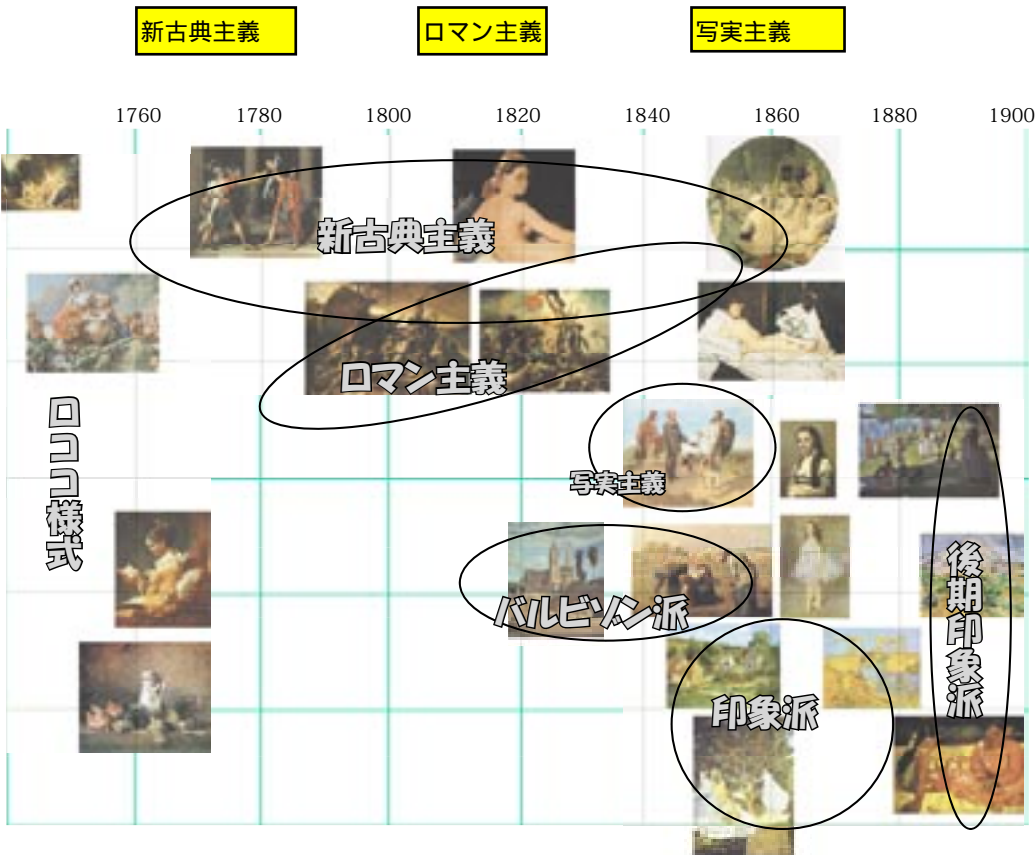 新古典主義
ロマン主義
写実主義
1760
1780
1800
1820
1840
1860
1880
1900
新古典主義
ロマン主義
ロココ様式
写実主義
バルビゾン派
印象派
後期印象派